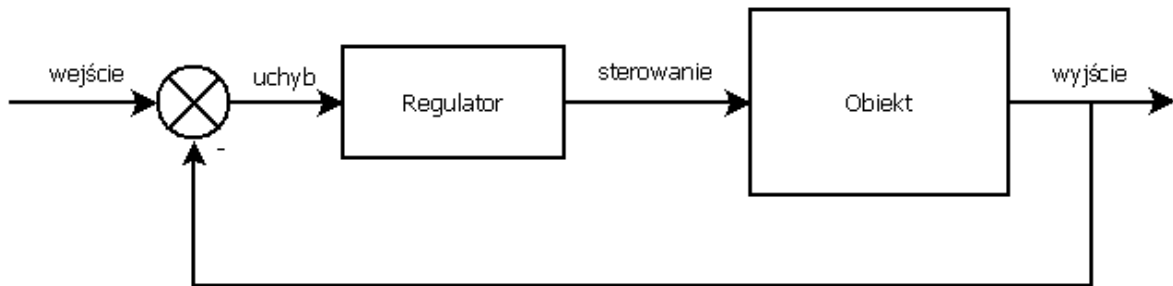 wejście
uchyb
Regulator
sterowanie
Obiekt
wyjście
-